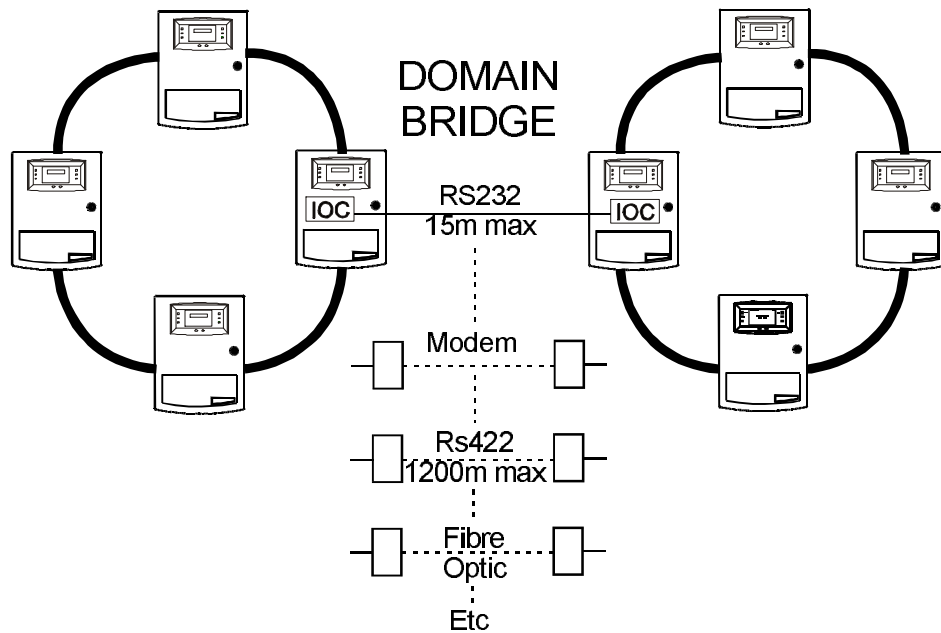 DOMAIN
BRIDGE
IOC
RS232
IOC
15m max
Modem
Rs422
1200m max
Fibre
Optic
Etc